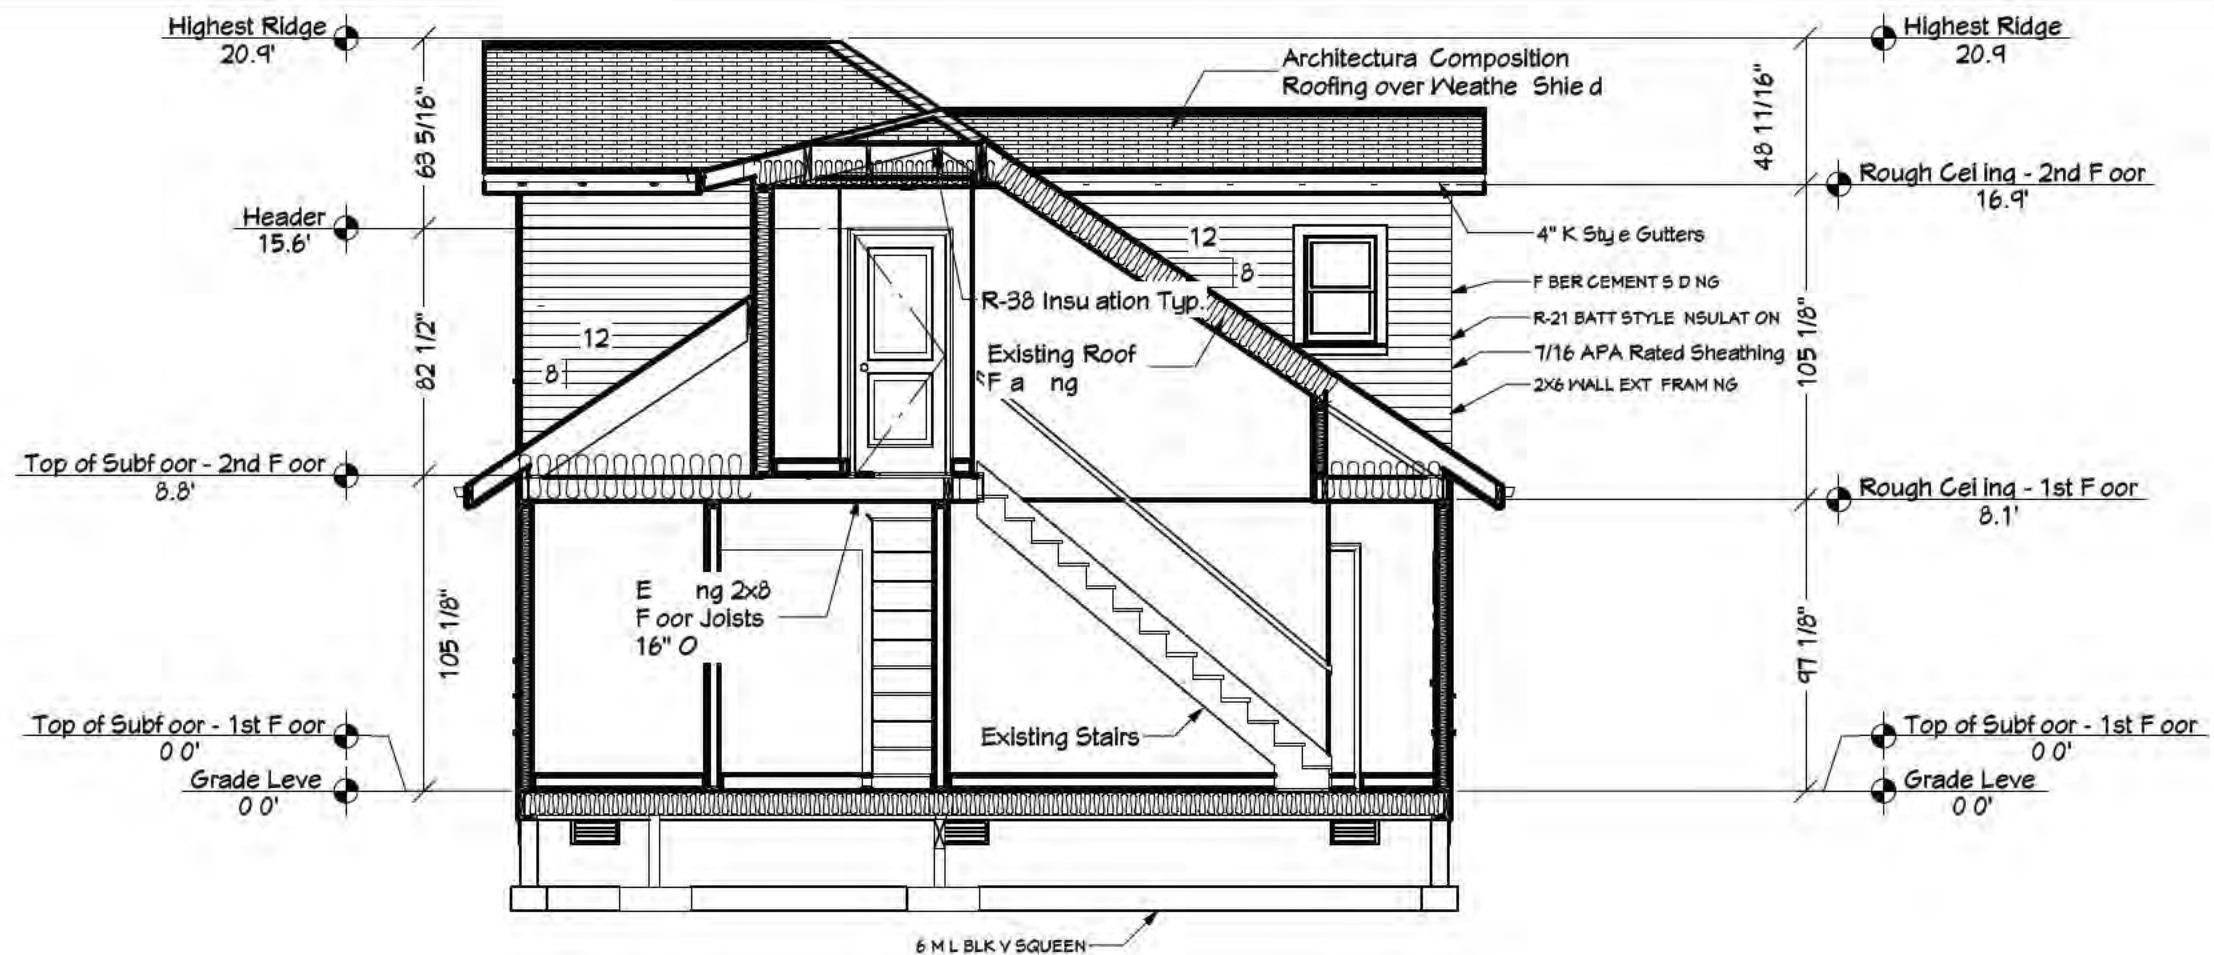 Highest Ridge
20.9'
63 5/16"
Header
15.6'
82 1/2"
Top of Subf oor - 2nd F oor
8.8'
105 1/8"
Top of Subf oor - 1st F oor
0 0'
Grade Leve
0 0'
Architectura Composition
Roofing over Weathe Shie d
12
8
R-38 Insu ation Typ.
Existing Roof
F a ng
12
8
E ng 2x8
F oor Joists
16" O
Existing Stairs
6 M L BLK V SQUEEN
Highest Ridge
20.9
48 11/16"
Rough Cei ing - 2nd F oor
16.9'
4" K Sty e Gutters
F BER CEMENT S D NG
R-21 BATT STYLE NSULAT ON
7/16 APA Rated Sheathing
2X6 WALL EXT FRAM NG
105 1/8"
Rough Cei ing - 1st F oor
8.1'
97 1/8"
Top of Subf oor - 1st F oor
0 0'
Grade Leve
0 0'